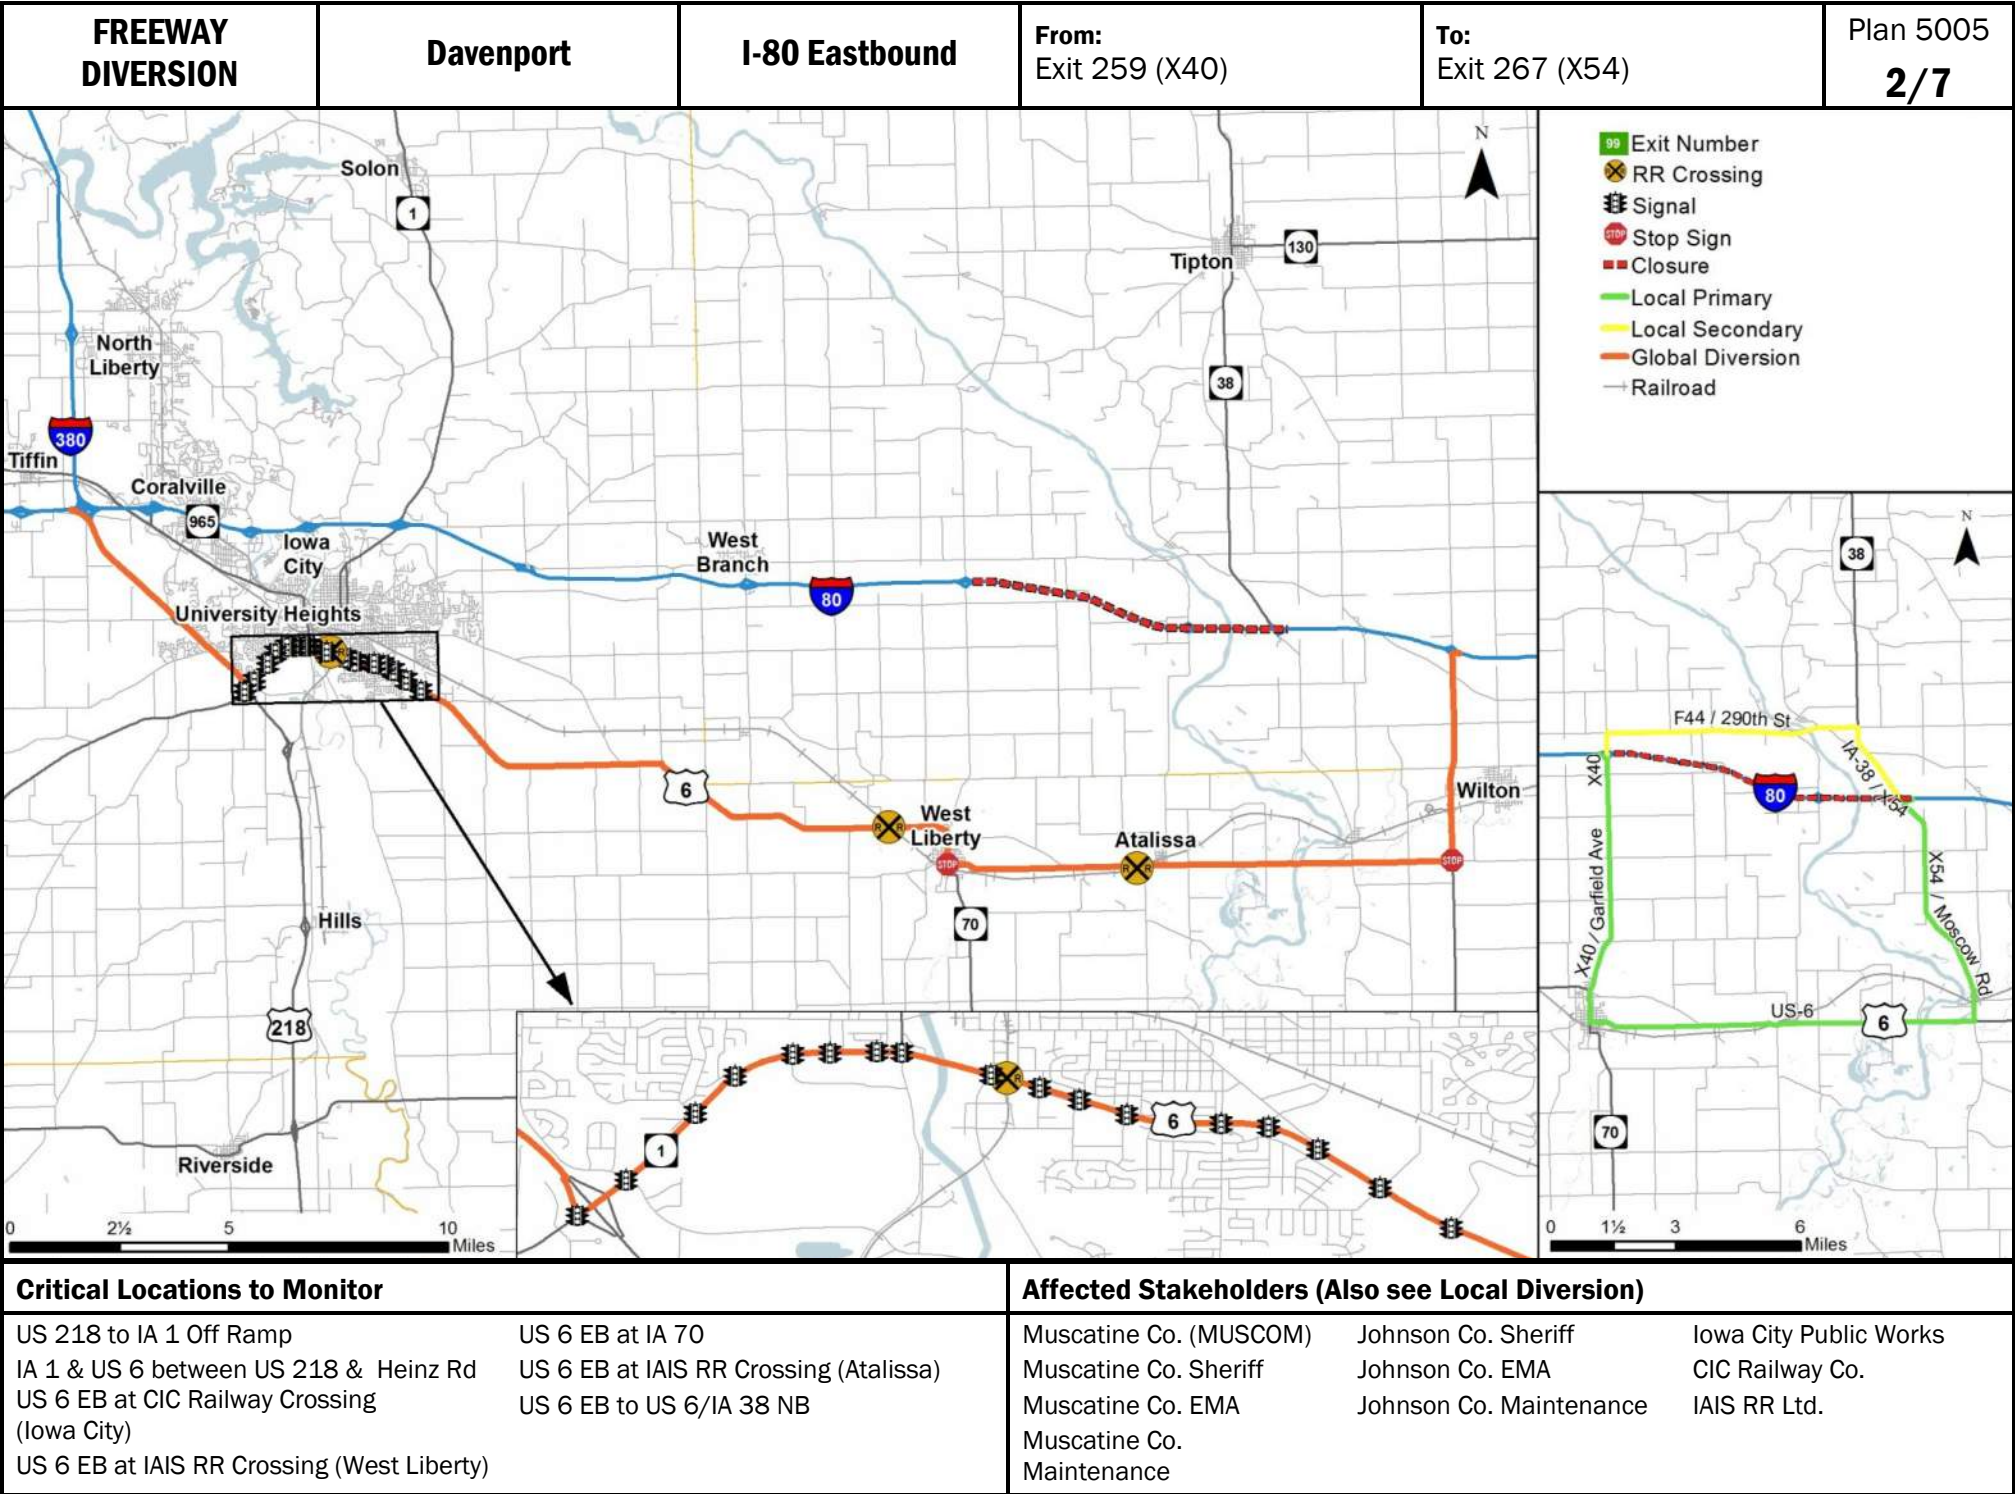 FREEWAY
DIVERSION
Davenport
I-80 Eastbound
From:
Exit 259 (X40)
To:
Exit 267 (X54)
Plan 5005
2/7
Solon
1
N
130
Tipton
38
North
Liberty
380
Tiffin
Coralville
965
Iowa
City
West
Branch
80
University Heights
6
Wilton
West
Liberty
Atalissa
R R
STOP
R R
STOP
70
Hills
218
Riverside
0 2½ 5 10
Miles
1
6
R
99 Exit Number
RR Crossing
Signal
STOP Stop Sign
Closure
Local Primary
Local Secondary
Global Diversion
Railroad
N
38
F44 / 290th St
IA-38 / X54
X40
80
X40 / Garfield Ave
X54 / Moscow Rd
US-6
6
70
0 1½ 3 6
Miles
Critical Locations to Monitor
US 218 to IA 1 Off Ramp
IA 1 & US 6 between US 218 & Heinz Rd
US 6 EB at CIC Railway Crossing
(Iowa City)
US 6 EB at IAIS RR Crossing (West Liberty)
US 6 EB at IA 70
US 6 EB at IAIS RR Crossing (Atalissa)
US 6 EB to US 6/IA 38 NB
Affected Stakeholders (Also see Local Diversion)
Muscatine Co. (MUSCOM)
Muscatine Co. Sheriff
Muscatine Co. EMA
Muscatine Co.
Maintenance
Johnson Co. Sheriff
Johnson Co. EMA
Johnson Co. Maintenance
Iowa City Public Works
CIC Railway Co.
IAIS RR Ltd.